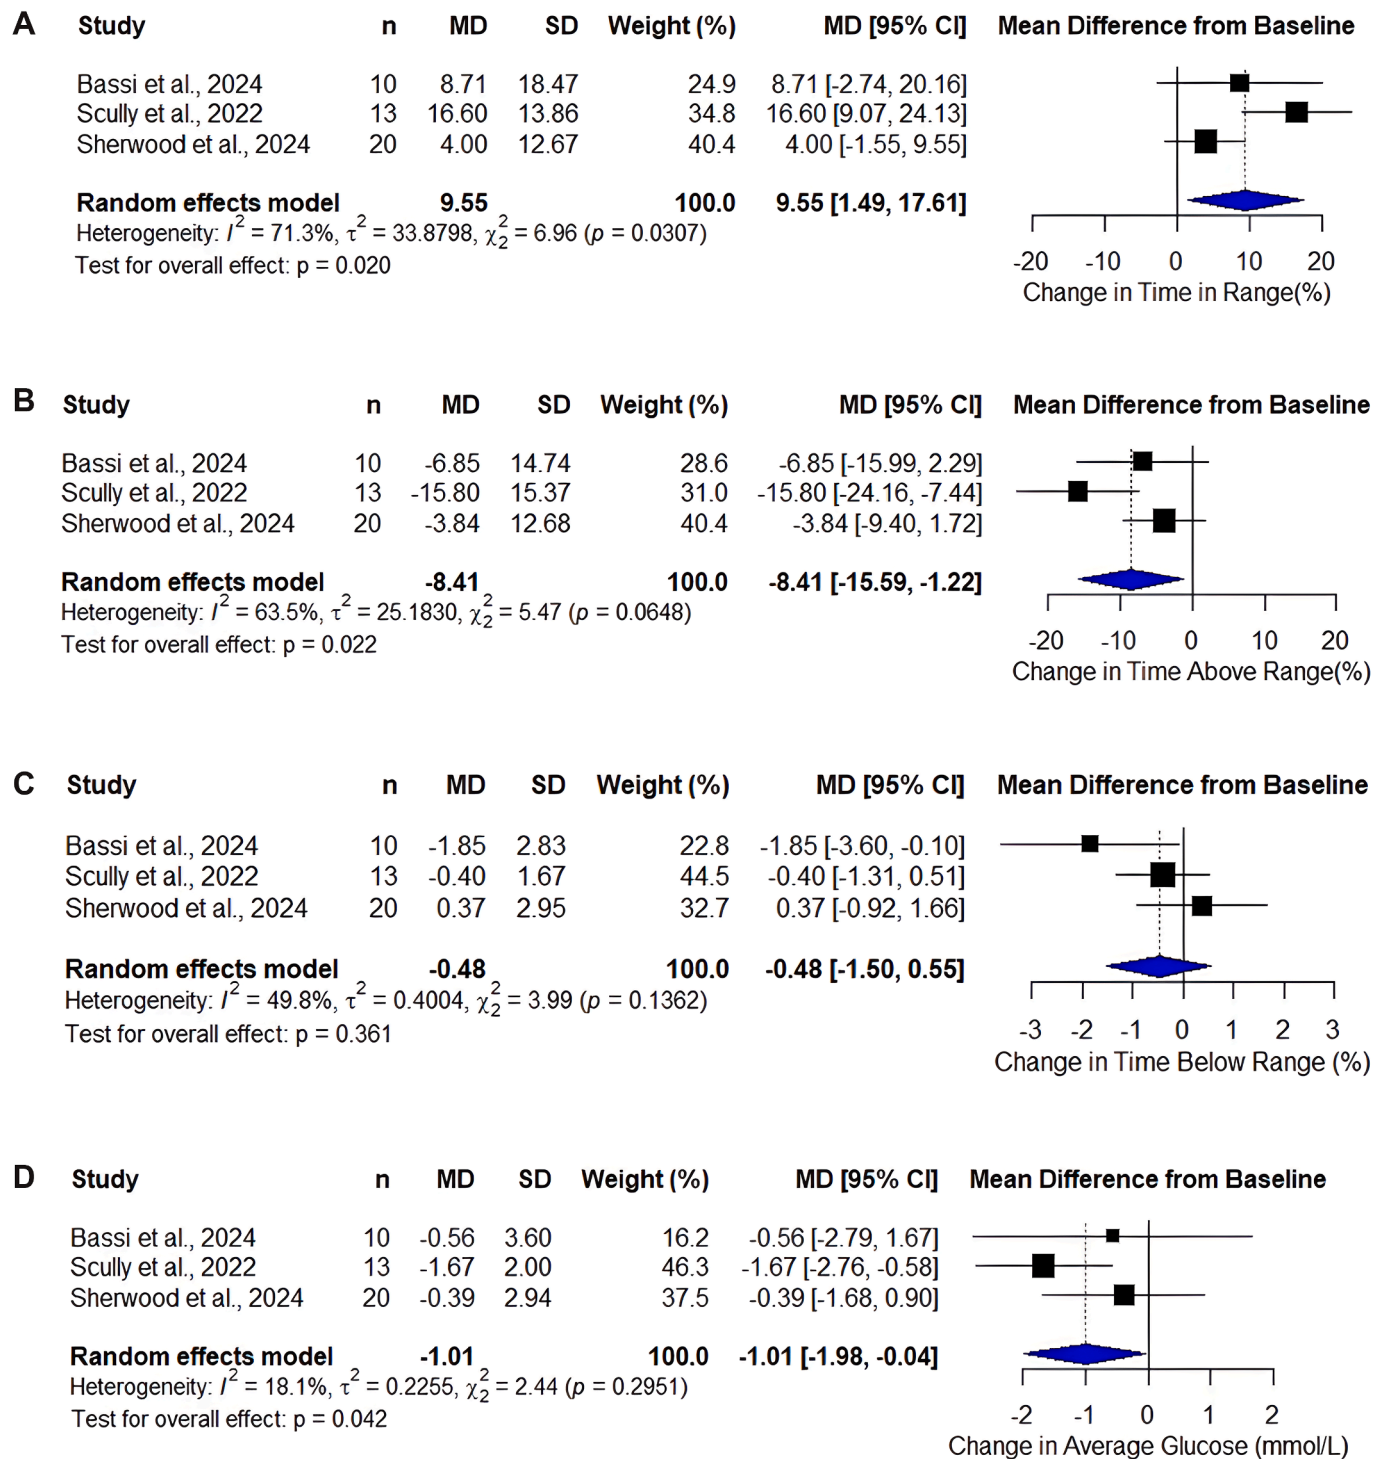 A Study n MD SD Weight (%) MD [95% CI] Mean Difference from Baseline
Bassi et al., 2024 10 8.71 18.47 24.9 8.71 [-2.74, 20.16]
Scully et al., 2022 13 16.60 13.86 34.8 16.60 [9.07, 24.13]
Sherwood et al., 2024 20 4.00 12.67 40.4 4.00 [-1.55, 9.55]
Random effects model 9.55 100.0 9.55 [1.49, 17.61]
Heterogeneity: I² = 71.3%, τ² = 33.8798, χ²₂ = 6.96 (p = 0.0307)
Test for overall effect: p = 0.020
-20 -10 0 10 20
Change in Time in Range(%)
B Study n MD SD Weight (%) MD [95% CI] Mean Difference from Baseline
Bassi et al., 2024 10 -6.85 14.74 28.6 -6.85 [-15.99, 2.29]
Scully et al., 2022 13 -15.80 15.37 31.0 -15.80 [-24.16, -7.44]
Sherwood et al., 2024 20 -3.84 12.68 40.4 -3.84 [-9.40, 1.72]
Random effects model -8.41 100.0 -8.41 [-15.59, -1.22]
Heterogeneity: I² = 63.5%, τ² = 25.1830, χ²₂ = 5.47 (p = 0.0648)
Test for overall effect: p = 0.022
-20 -10 0 10 20
Change in Time Above Range(%)
C Study n MD SD Weight (%) MD [95% CI] Mean Difference from Baseline
Bassi et al., 2024 10 -1.85 2.83 22.8 -1.85 [-3.60, -0.10]
Scully et al., 2022 13 -0.40 1.67 44.5 -0.40 [-1.31, 0.51]
Sherwood et al., 2024 20 0.37 2.95 32.7 0.37 [-0.92, 1.66]
Random effects model -0.48 100.0 -0.48 [-1.50, 0.55]
Heterogeneity: I² = 49.8%, τ² = 0.4004, χ²₂ = 3.99 (p = 0.1362)
Test for overall effect: p = 0.361
-3 -2 -1 0 1 2 3
Change in Time Below Range (%)
D Study n MD SD Weight (%) MD [95% CI] Mean Difference from Baseline
Bassi et al., 2024 10 -0.56 3.60 16.2 -0.56 [-2.79, 1.67]
Scully et al., 2022 13 -1.67 2.00 46.3 -1.67 [-2.76, -0.58]
Sherwood et al., 2024 20 -0.39 2.94 37.5 -0.39 [-1.68, 0.90]
Random effects model -1.01 100.0 -1.01 [-1.98, -0.04]
Heterogeneity: I² = 18.1%, τ² = 0.2255, χ²₂ = 2.44 (p = 0.2951)
Test for overall effect: p = 0.042
-2 -1 0 1 2
Change in Average Glucose (mmol/L)